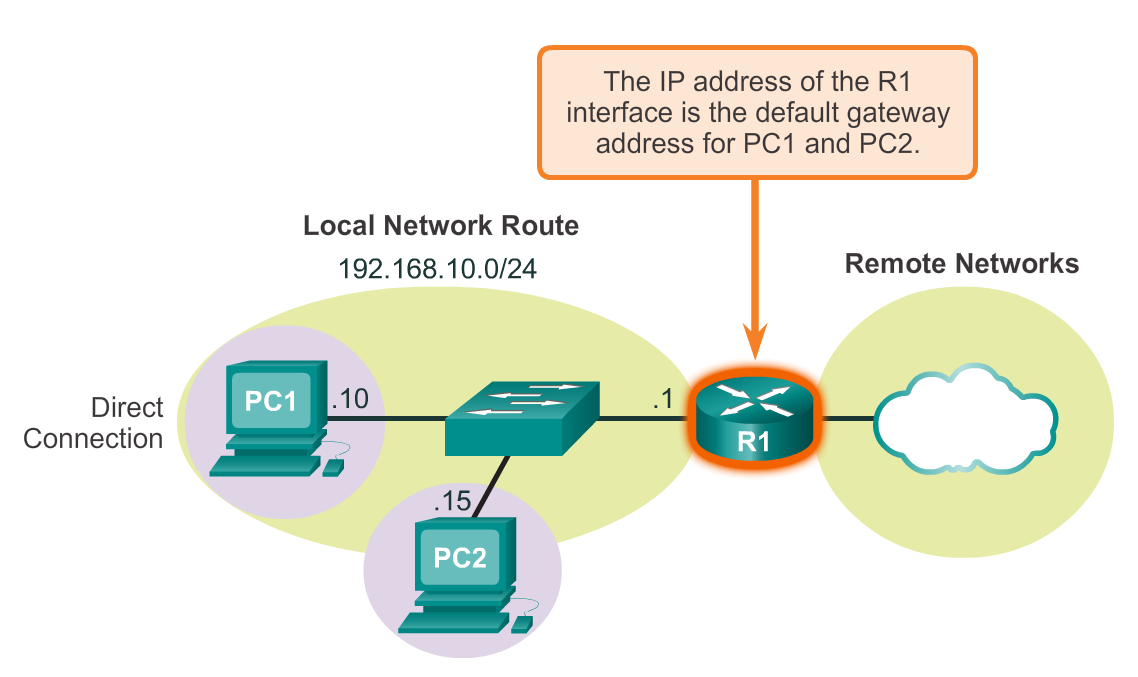 The IP address of the R1
interface is the default gateway
address for PC1 and PC2.
Local Network Route
192.168.10.0/24
Remote Networks
Direct
Connection
PC1
.10
.1
R1
.15
PC2